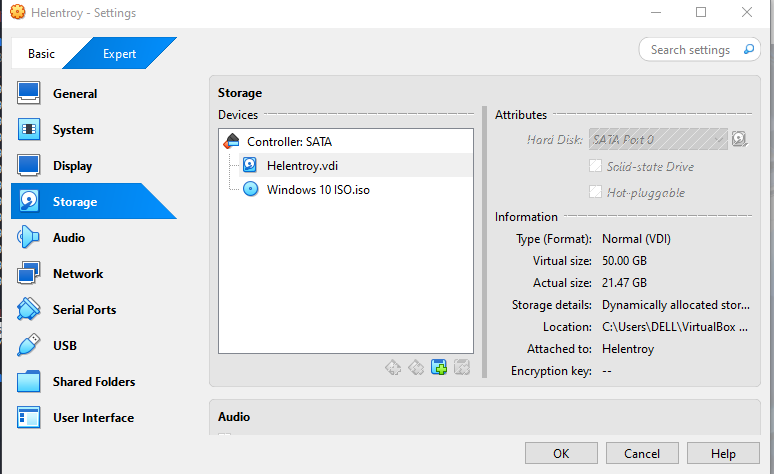 Helentroy - Settings
Basic Expert Search settings
General
System
Display
Storage
Audio
Network
Serial Ports
USB
Shared Folders
User Interface
Storage
Devices
Controller: SATA
Helentroy.vdi
Windows 10 ISO.iso
Attributes
Hard Disk: SATA Port 0
Solid-state Drive
Hot-pluggable
Information
Type (Format): Normal (VDI)
Virtual size: 50.00 GB
Actual size: 21.47 GB
Storage details: Dynamically allocated stor...
Location: C:\Users\DELL\VirtualBox ...
Attached to: Helentroy
Encryption key: --
Audio
OK Cancel Help